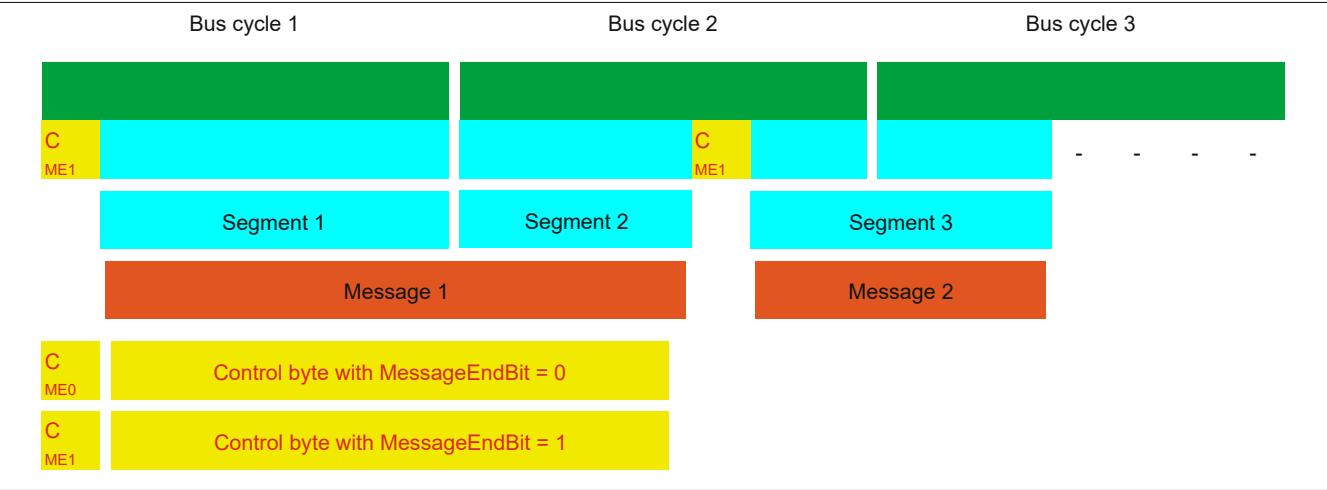 Bus cycle 1
Bus cycle 2
Bus cycle 3
C
ME1
C
ME1
- - - -
Segment 1
Segment 2
Segment 3
Message 1
Message 2
C
ME0
Control byte with MessageEndBit = 0
C
ME1
Control byte with MessageEndBit = 1